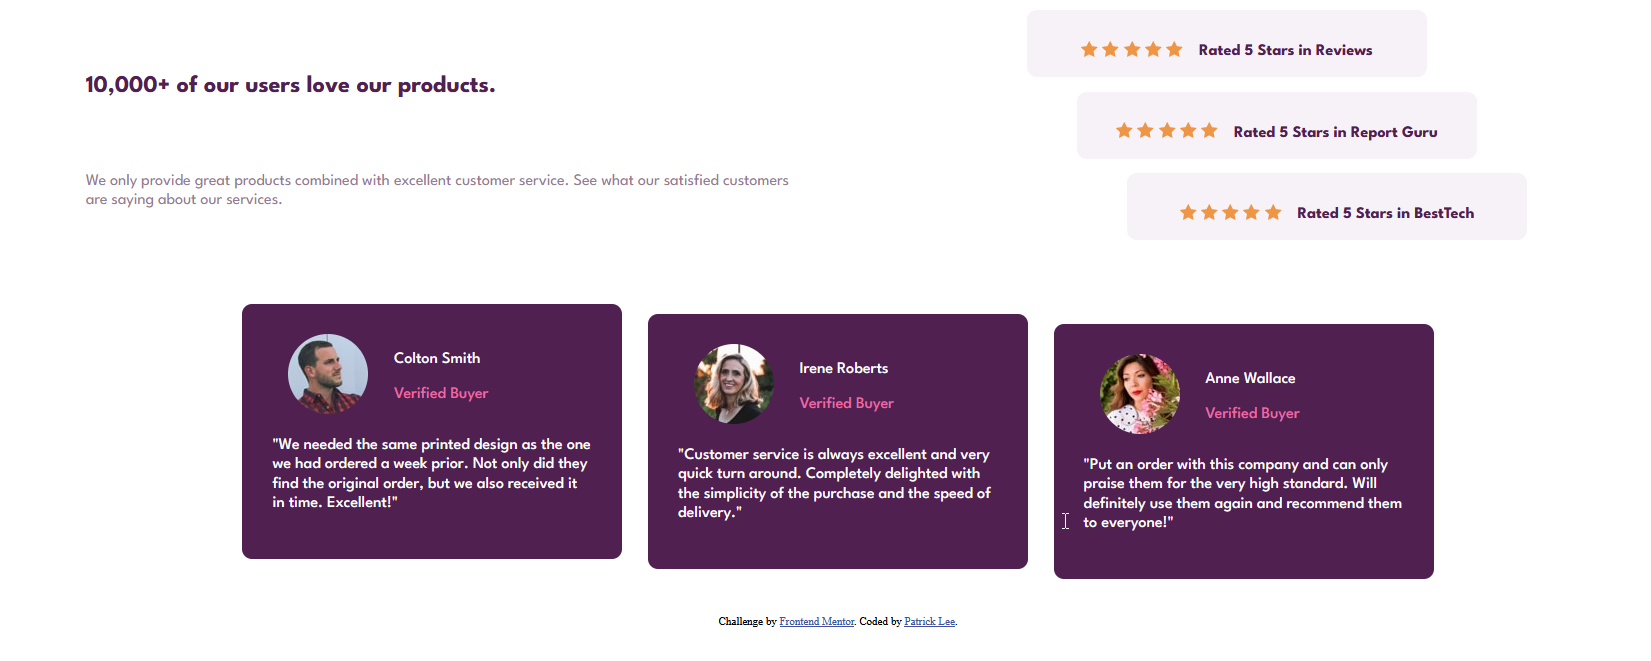 10,000+ of our users love our products.
We only provide great products combined with excellent customer service. See what our satisfied customers
are saying about our services.
Rated 5 Stars in Reviews
Rated 5 Stars in Report Guru
Rated 5 Stars in BestTech
Colton Smith
Verified Buyer
"We needed the same printed design as the one
we had ordered a week prior. Not only did they
find the original order, but we also received it
in time. Excellent!"
Irene Roberts
Verified Buyer
"Customer service is always excellent and very
quick turn around. Completely delighted with
the simplicity of the purchase and the speed of
delivery."
Anne Wallace
Verified Buyer
"Put an order with this company and can only
praise them for the very high standard. Will
definitely use them again and recommend them
to everyone!"
Challenge by Frontend Mentor. Coded by Patrick Lee.